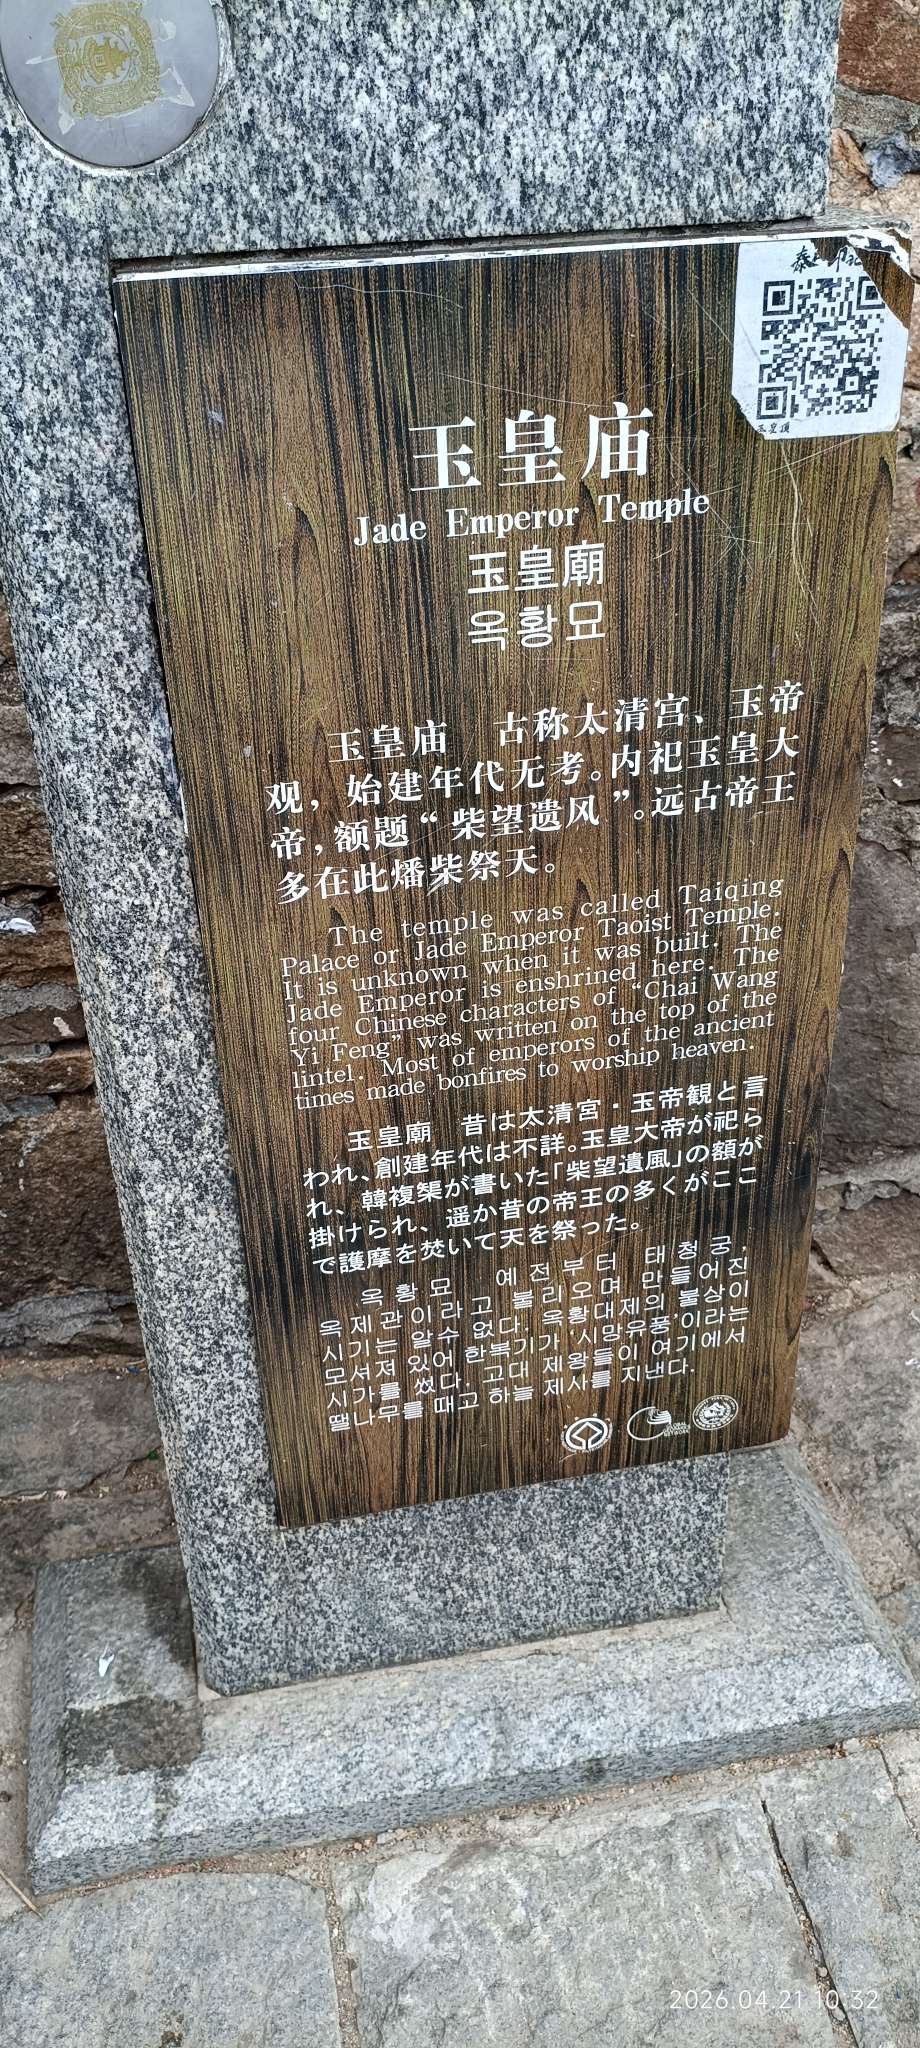 玉皇顶
玉皇庙
Jade Emperor Temple
玉皇廟
옥황묘
玉皇庙 古称太清宫、玉帝
观，始建年代无考。内祀玉皇大
帝，额题“柴望遗风”。远古帝王
多在此燔柴祭天。
The temple was called Taiqing
Palace or Jade Emperor Taoist Temple.
It is unknown when it was built. The
Jade Emperor is enshrined here. The
four Chinese characters of “Chai Wang
Yi Feng” was written on the top of the
lintel. Most of emperors of the ancient
times made bonfires to worship heaven.
玉皇廟 昔は太清宮・玉帝観と言
われ、創建年代は不詳。玉皇大帝が祀ら
れ、韓複榘が書いた「柴望遺風」の額が
掛けられ、遥か昔の帝王の多くがここ
で護摩を焚いて天を祭った。
옥황묘 예전부터 태청궁,
옥제관이라고 불리오며 만들어진
시기는 알수 없다. 옥황대제의 불상이
모셔져 있어 한복기가 '시망유풍'이라는
시가를 썼다. 고대 제왕들이 여기에서
땔나무를 때고 하늘 제사를 지낸다.
2026.04.21 10:32